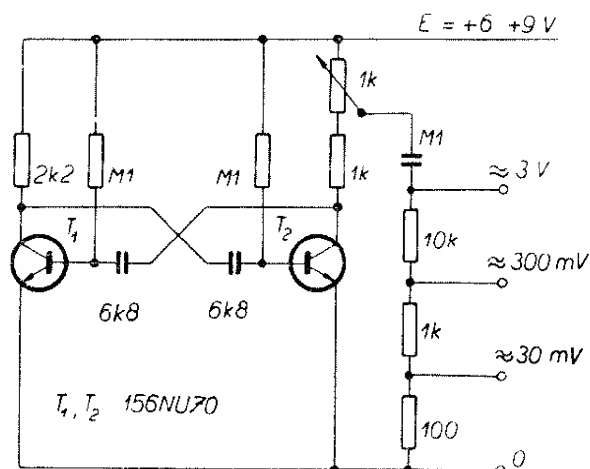 E = +6 +9 V
1k
M1
2k2
M1
M1
1k
≈ 3 V
T1
T2
10k
≈ 300 mV
6k8
6k8
1k
≈ 30 mV
T1, T2 156NU70
100
0